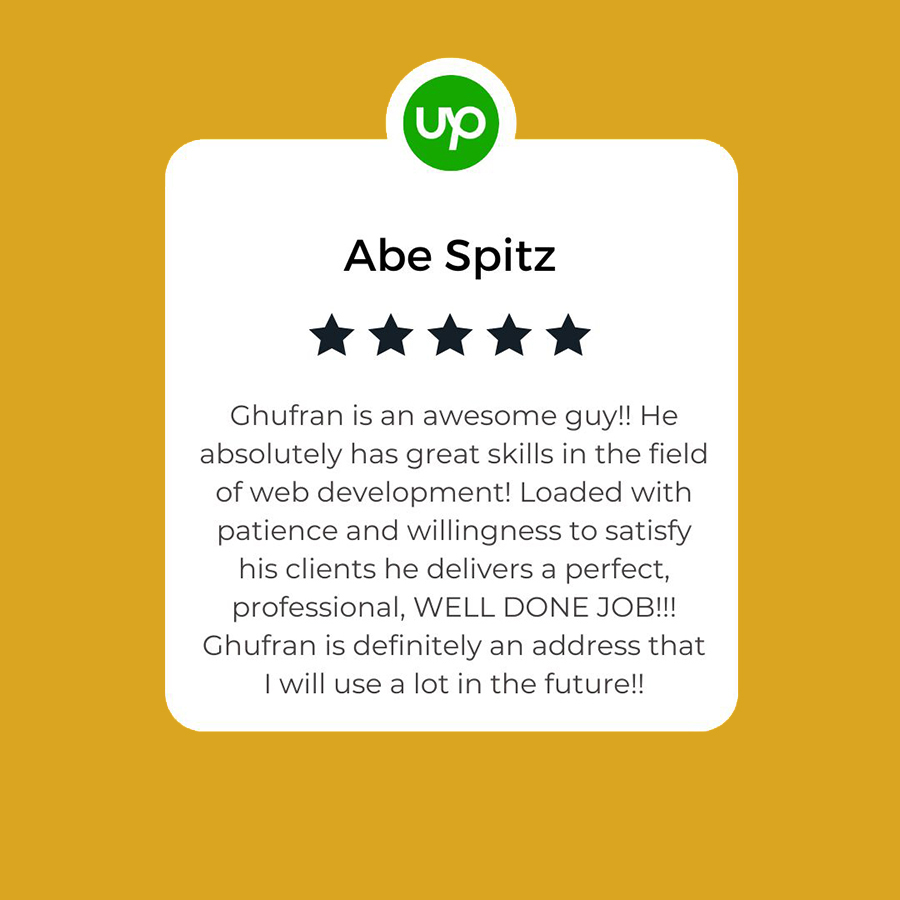 up
Abe Spitz
Ghufran is an awesome guy!! He
absolutely has great skills in the field
of web development! Loaded with
patience and willingness to satisfy
his clients he delivers a perfect,
professional, WELL DONE JOB!!!
Ghufran is definitely an address that
I will use a lot in the future!!